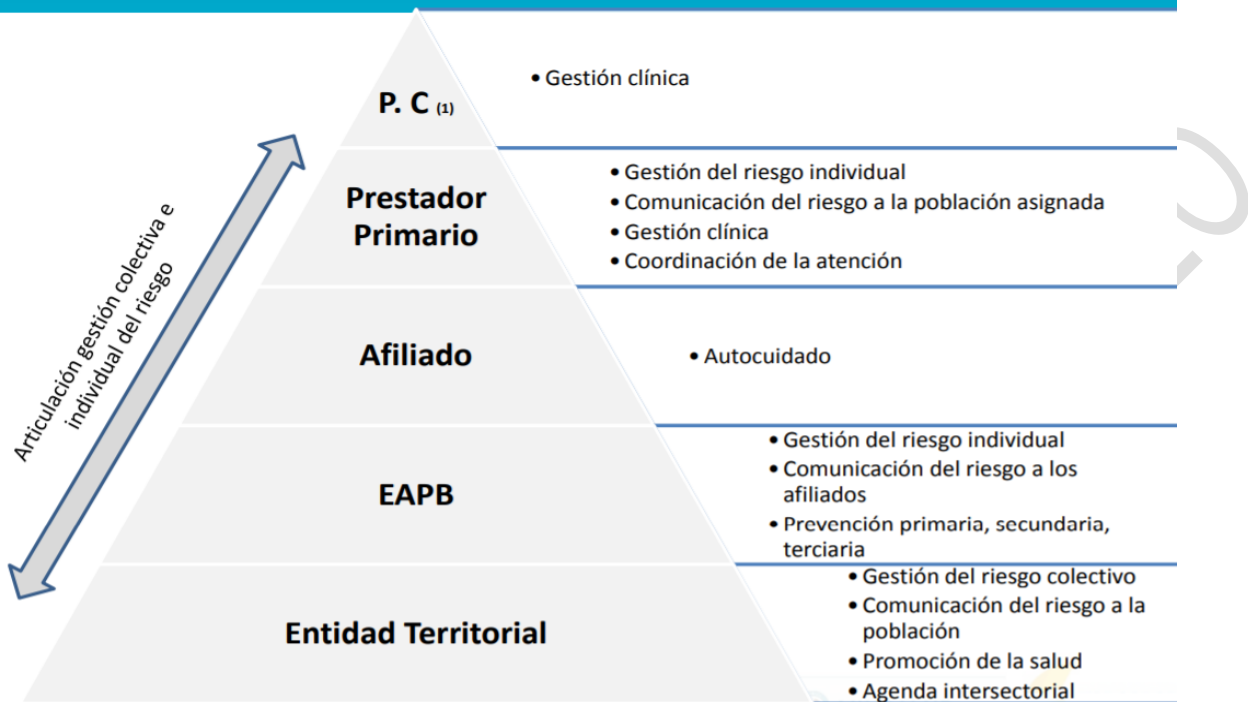 P. C (1)
• Gestión clínica
Prestador
Primario
• Gestión del riesgo individual
• Comunicación del riesgo a la población asignada
• Gestión clínica
• Coordinación de la atención
Afiliado
• Autocuidado
EAPB
• Gestión del riesgo individual
• Comunicación del riesgo a los
afiliados
• Prevención primaria, secundaria,
terciaria
Entidad Territorial
• Gestión del riesgo colectivo
• Comunicación del riesgo a la
población
• Promoción de la salud
• Agenda intersectorial
Articulación gestión colectiva e
individual del riesgo